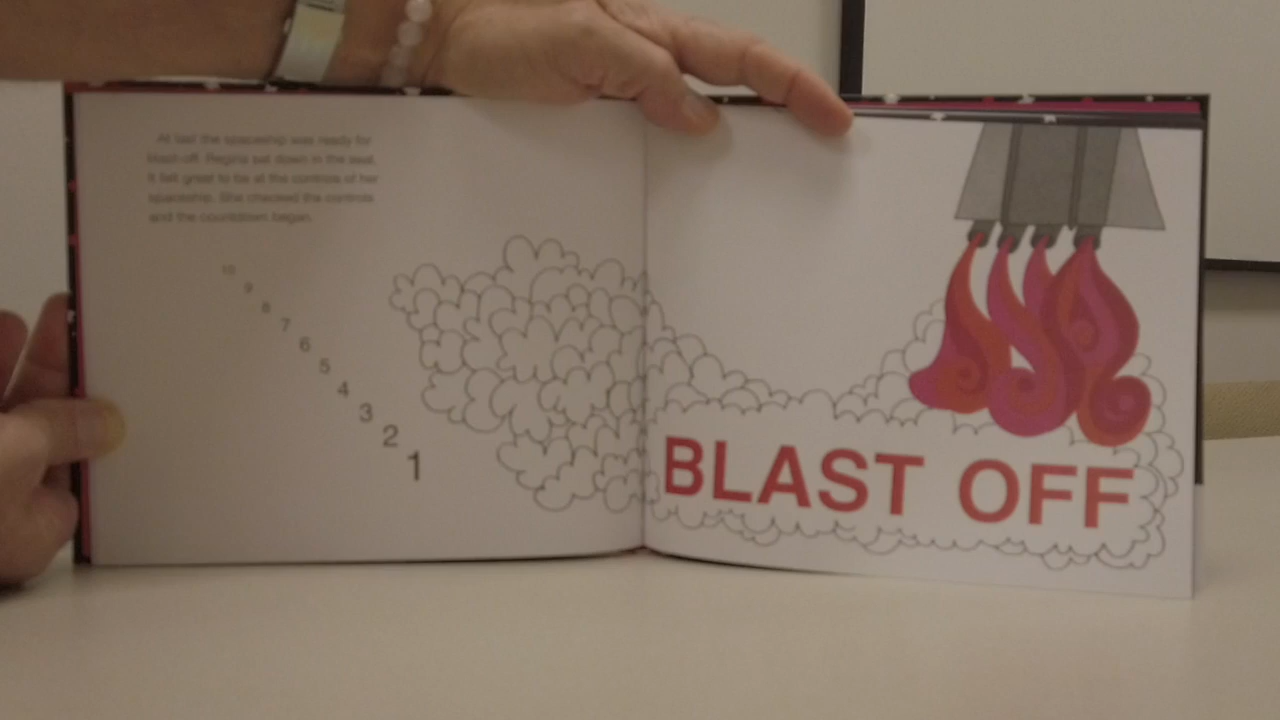 At last the spaceship was ready for
blast-off. Regina sat down in the seat.
It felt great to be at the controls of her
spaceship. She checked the controls
and the countdown began.
10
9
8
7
6
5
4
3
2
1
BLAST OFF